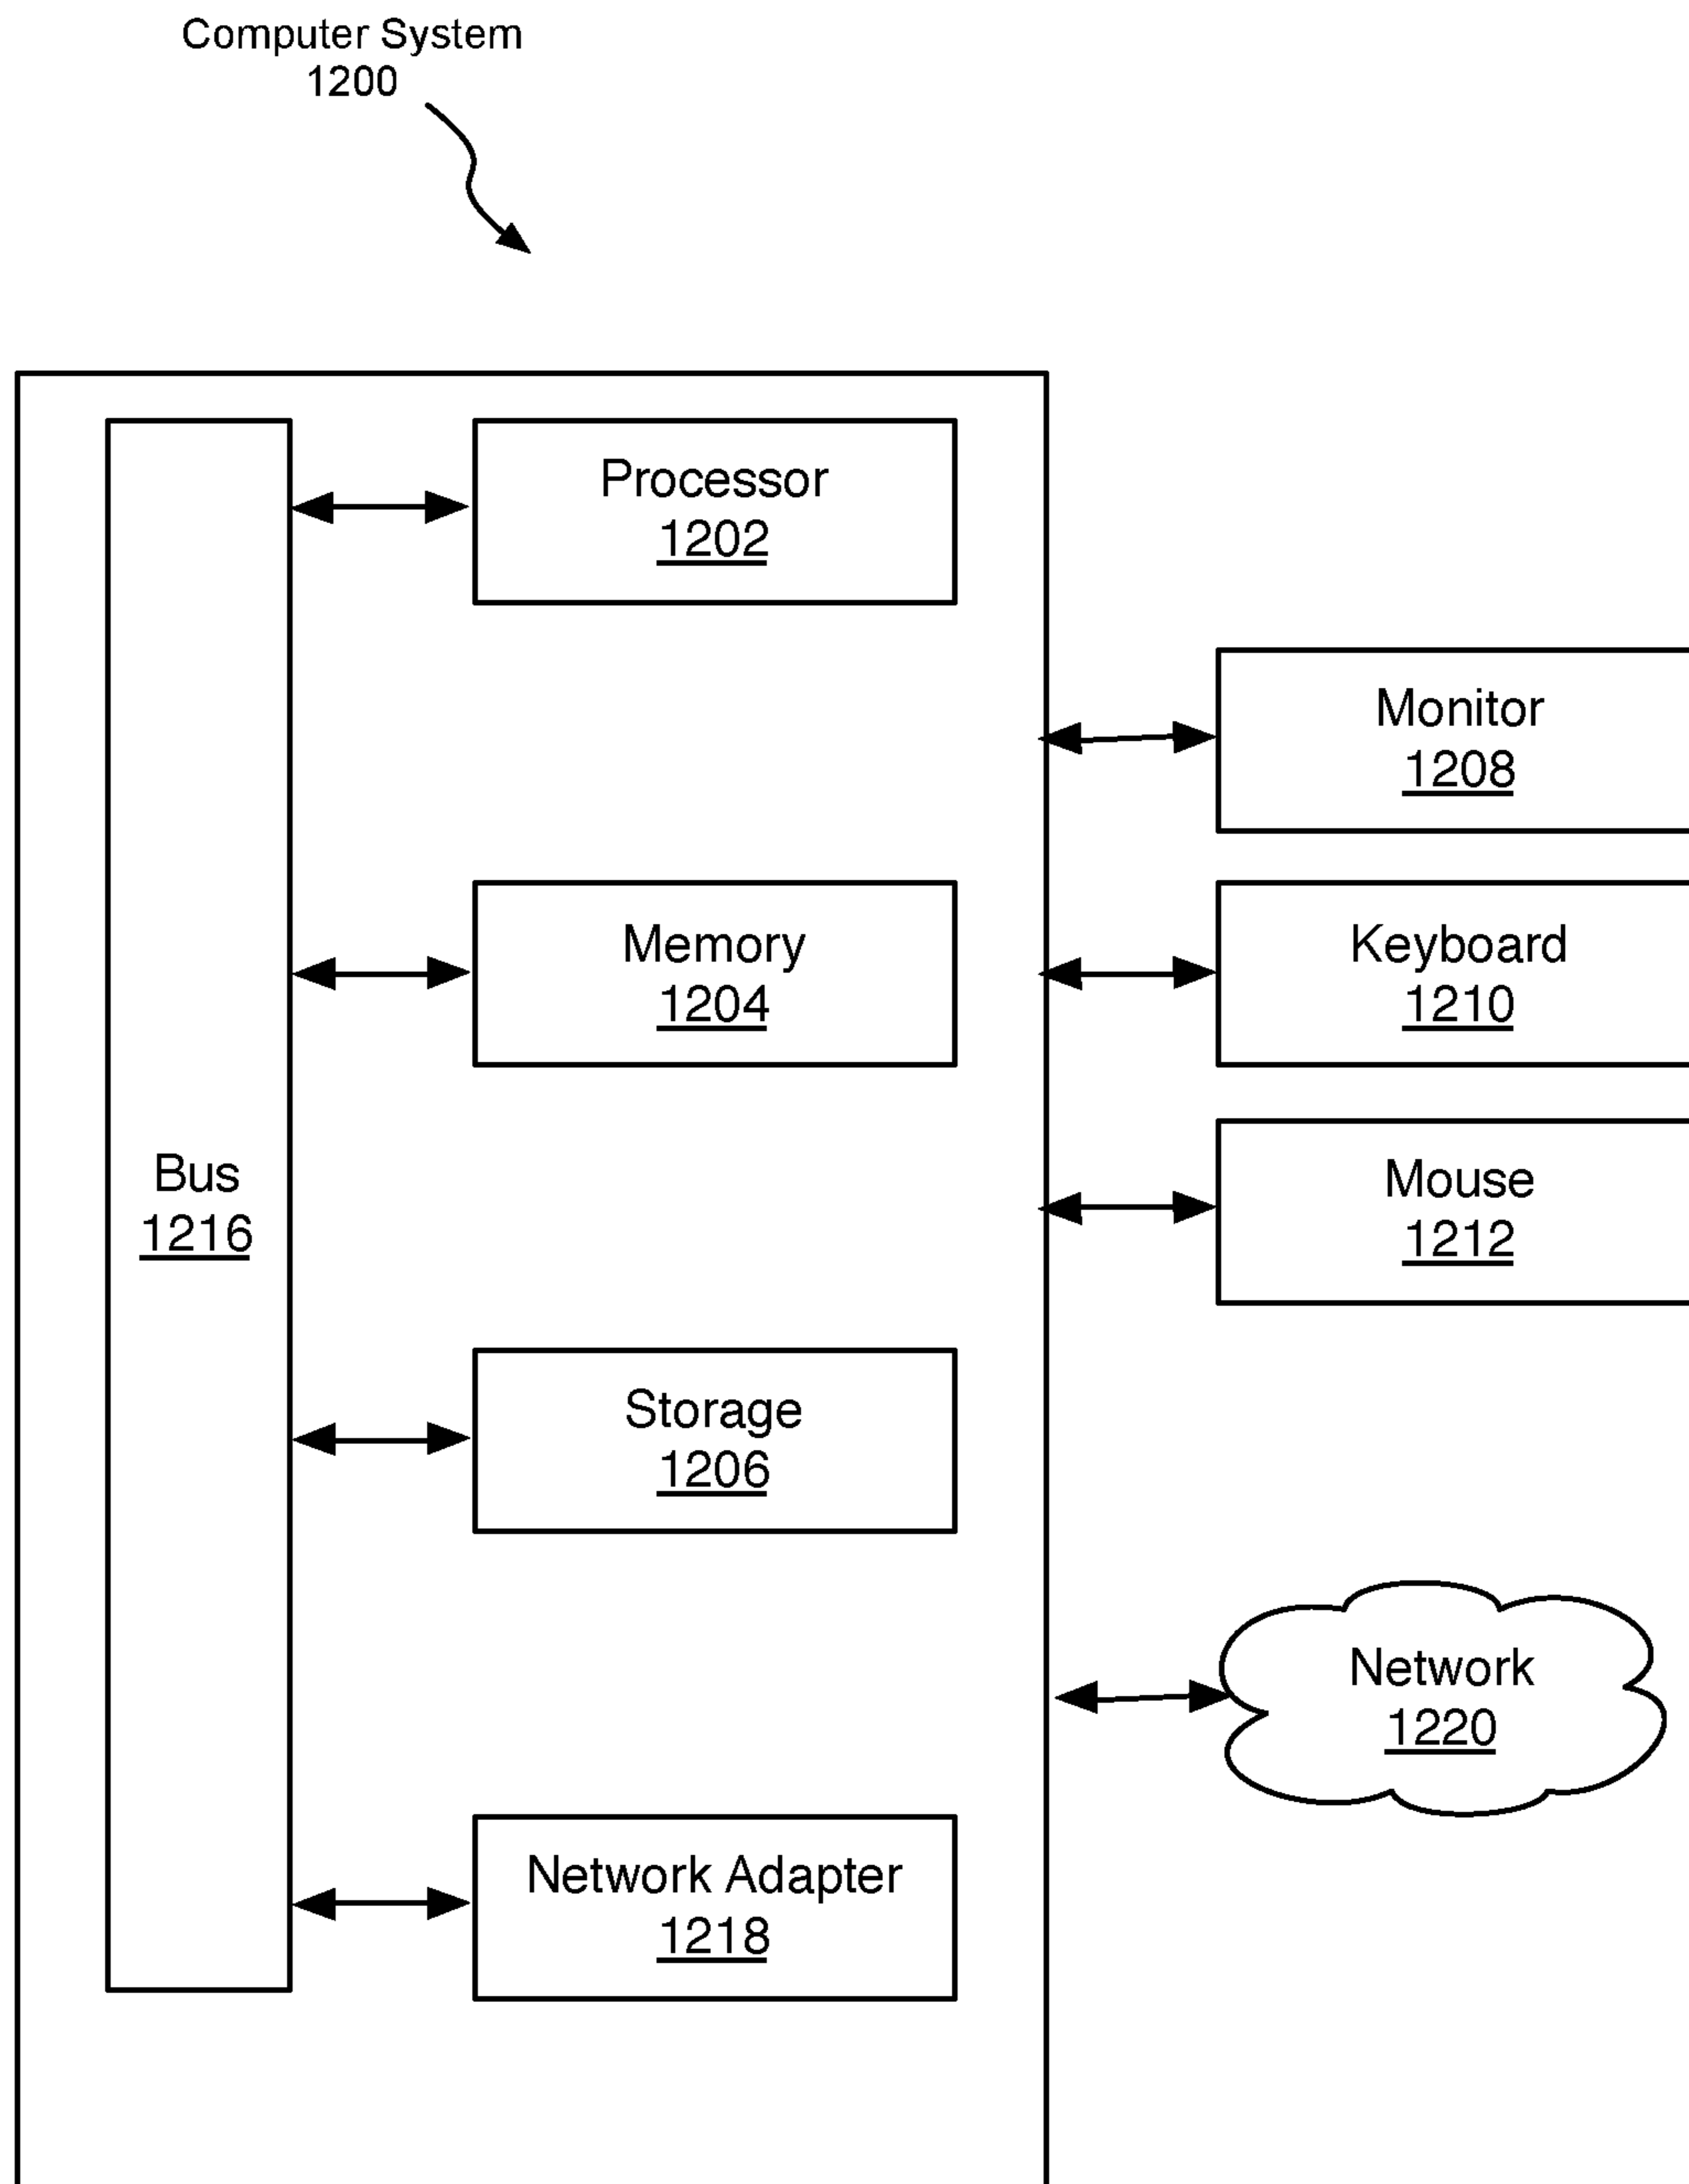 Computer System
1200
Processor
1202
Monitor
1208
Memory
1204
Keyboard
1210
Bus
1216
Mouse
1212
Storage
1206
Network
1220
Network Adapter
1218